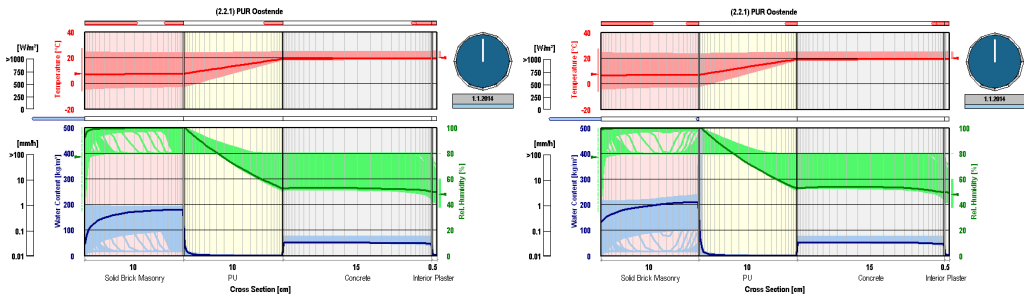 (2.2.1) PUR Oostende
[W/m²]
>1000
750
500
250
0
Temperature [°C]
40
20
0
-20
1.1.2014
[mm/h]
>100
10
1
0.1
0.01
Water Content [kg/m³]
500
400
300
200
100
0
100
80
60
40
20
0
Rel. Humidity [%]
10
10
15
0.5
Solid Brick Masonry
PU
Concrete
Interior Plaster
Cross Section [cm]
(2.2.1) PUR Oostende
[W/m²]
>1000
750
500
250
0
Temperature [°C]
40
20
0
-20
1.1.2014
[mm/h]
>100
10
1
0.1
0.01
Water Content [kg/m³]
500
400
300
200
100
0
100
80
60
40
20
0
Rel. Humidity [%]
10
10
15
0.5
Solid Brick Masonry
PU
Concrete
Interior Plaster
Cross Section [cm]